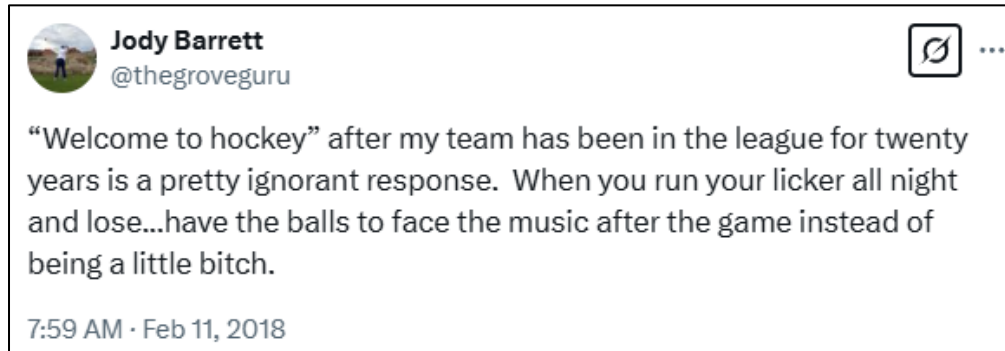 Jody Barrett
@thegroveguru
“Welcome to hockey” after my team has been in the league for twenty
years is a pretty ignorant response.  When you run your licker all night
and lose...have the balls to face the music after the game instead of
being a little bitch.
7:59 AM · Feb 11, 2018